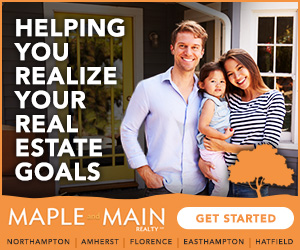 HELPING
YOU
REALIZE
YOUR
REAL
ESTATE
GOALS
MAPLE and MAIN
REALTY
GET STARTED
NORTHAMPTON | AMHERST | FLORENCE | EASTHAMPTON | HATFIELD